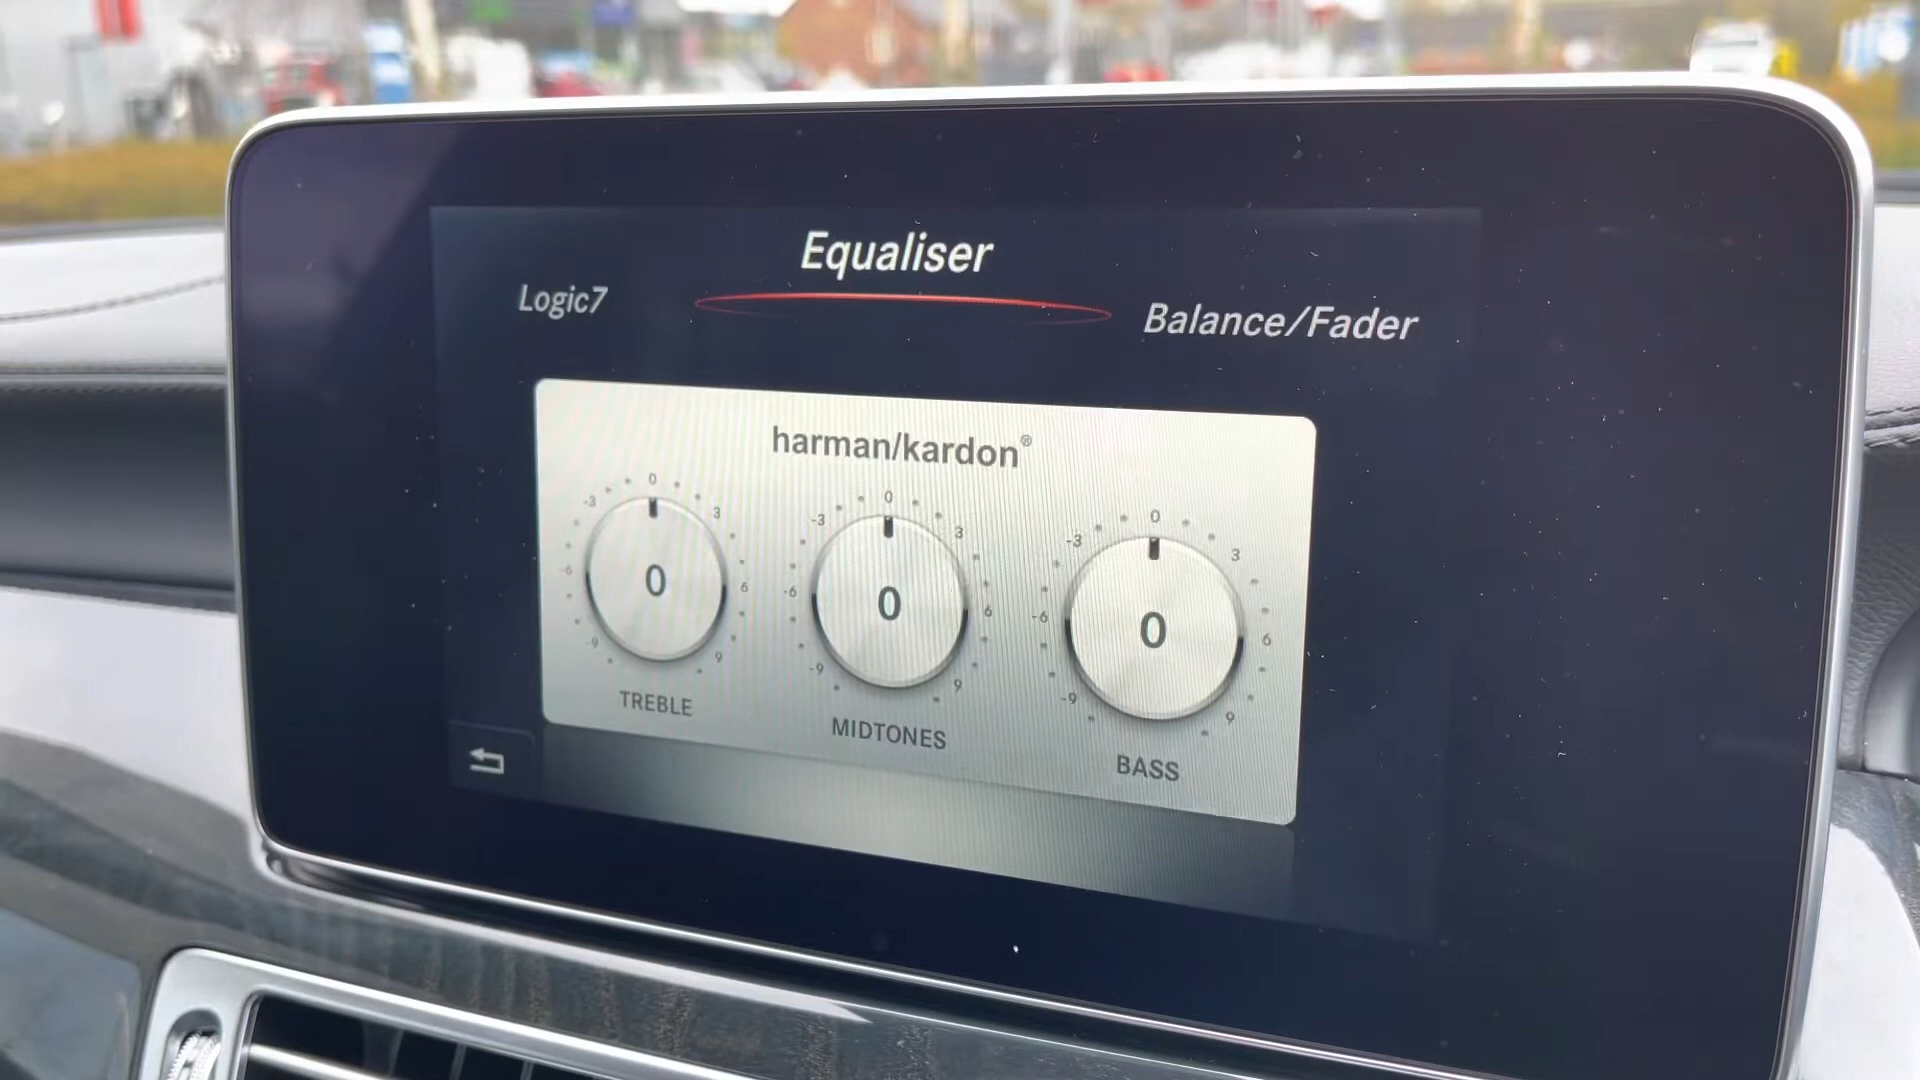 Equaliser
Logic7
Balance/Fader
harman/kardon®
0
-3 3
-6 6
-9 9
0
TREBLE
0
-3 3
-6 6
-9 9
0
MIDTONES
0
-3 3
-6 6
-9 9
0
BASS